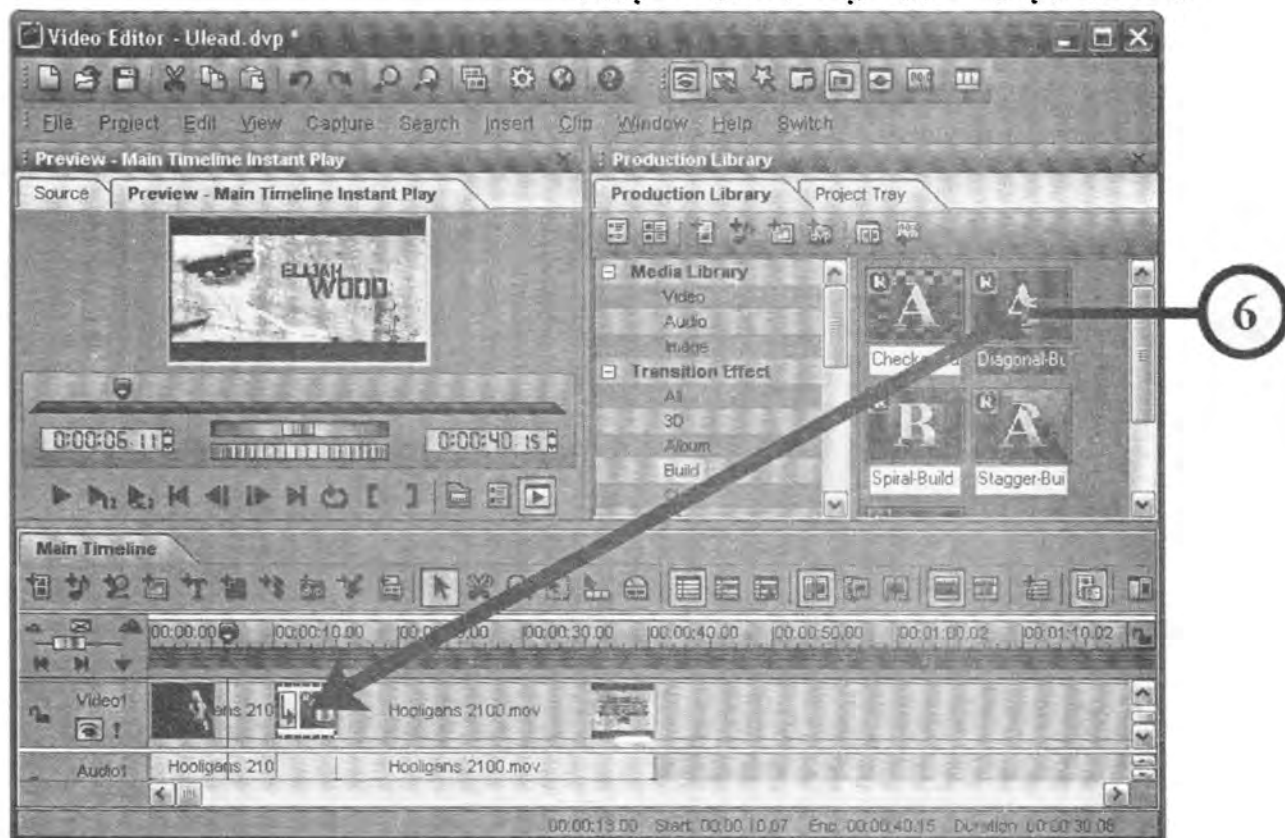 Video Editor - Ulead.dvp *
File Project Edit View Capture Search Insert Clip Window Help Switch
Preview - Main Timeline Instant Play
Source Preview - Main Timeline Instant Play
ELIJAH
WOOD
0:00:06.11 0:00:40.15
Production Library
Production Library Project Tray
Media Library
Video
Audio
Image
Transition Effect
All
3D
Album
Build
A
R
Diagonal-Bu
R
B
Spiral-Build
R
A
Stagger-Bui
6
Main Timeline
00:00:00 00:00:10.00 00:00:30.00 00:00:40.00 00:00:50.00 00:01:00.02 00:01:10.02
Video1 ans 210 Hooligans 2100.mov
Audio1 Hooligans 210 Hooligans 2100.mov
00:00:13.00 Start: 00:00:10.07 End: 00:00:40.15 Duration: 00:00:30.08